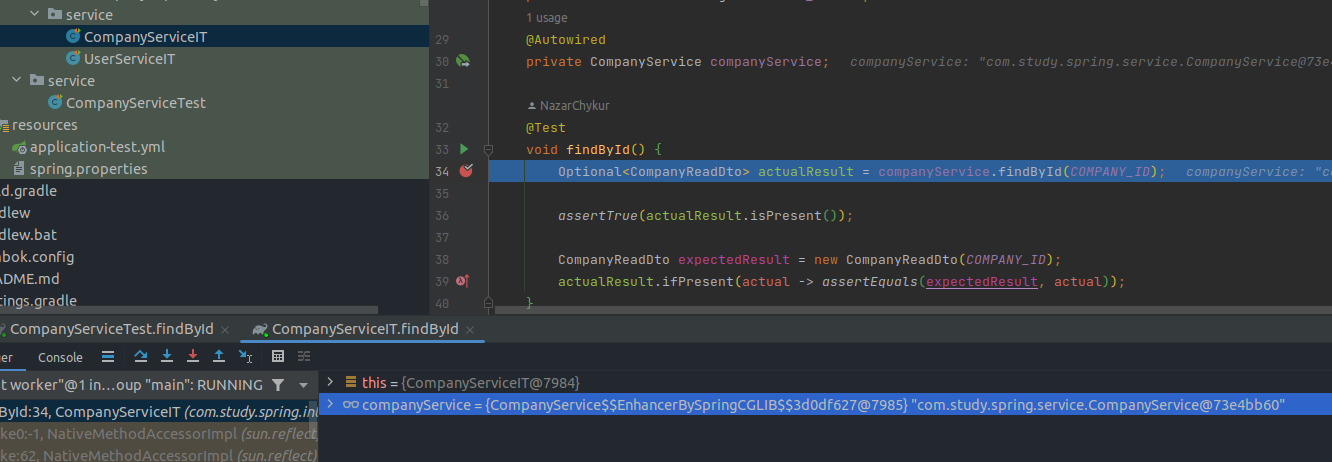 service
CompanyServiceIT
UserServiceIT
service
CompanyServiceTest
resources
application-test.yml
spring.properties
ld.gradle
dlew
dlew.bat
nbok.config
ADME.md
tings.gradle
1 usage
29 @Autowired
30 private CompanyService companyService; companyService: "com.study.spring.service.CompanyService@73e4
31
NazarChykur
32 @Test
33 void findById() {
34 Optional<CompanyReadDto> actualResult = companyService.findById(COMPANY_ID); companyService: "co
35
36 assertTrue(actualResult.isPresent());
37
38 CompanyReadDto expectedResult = new CompanyReadDto(COMPANY_ID);
39 actualResult.ifPresent(actual -> assertEquals(expectedResult, actual));
40 }
CompanyServiceTest.findById × CompanyServiceIT.findById ×
er Console
t worker"@1 in...oup "main": RUNNING
ById:34, CompanyServiceIT (com.study.spring.in
ke0:-1, NativeMethodAccessorImpl (sun.reflect
ke:62, NativeMethodAccessorImpl (sun.reflect)
this = {CompanyServiceIT@7984}
companyService = {CompanyService$$EnhancerBySpringCGLIB$$3d0df627@7985} "com.study.spring.service.CompanyService@73e4bb60"